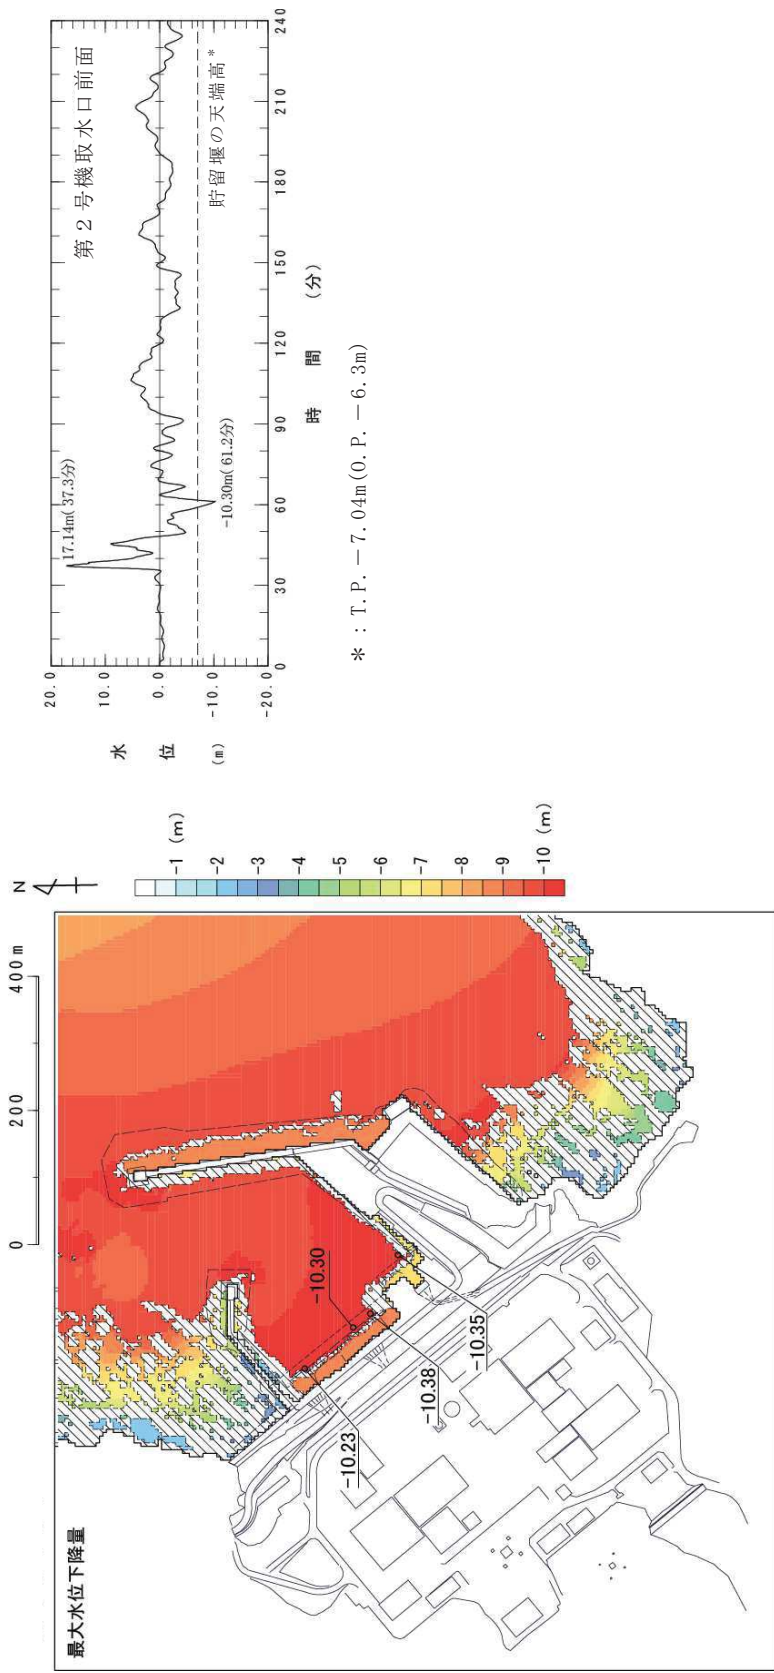 最大水位下降量
0 200 400m
N
-1 (m)
-2
-3
-4
-5
-6
-7
-8
-9
-10 (m)
-10.23
-10.30
-10.38
-10.35
第２号機取水口前面
20.0
10.0
0.0
-10.0
-20.0
水 位 (m)
17.14m( 37.3分)
-10.30m( 61.2分)
貯留堰の天端高*
0 30 60 90 120 150 180 210 240
時 間 (分)
*：T.P.－7.04m(O.P.－6.3m)